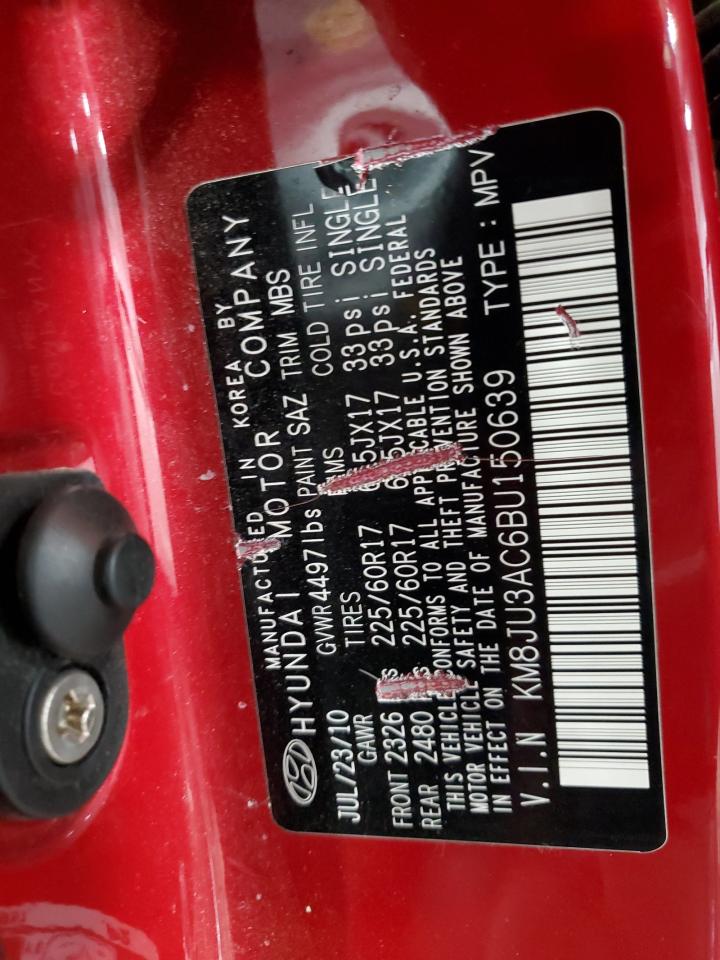 MANUFACTURED IN KOREA BY
HYUNDAI MOTOR COMPANY
JUL/23/10 GVWR 4497lbs PAINT SAZ TRIM MBS
GAWR TIRES COLD TIRE INFL
FRONT 2326 225/60R17 33psi SINGLE
REAR 2480 225/60R17 33psi SINGLE
THIS VEHICLE CONFORMS TO ALL APPLICABLE U.S.A. FEDERAL
MOTOR VEHICLE SAFETY AND THEFT PREVENTION STANDARDS
IN EFFECT ON THE DATE OF MANUFACTURE SHOWN ABOVE
V.I.N KM8JU3AC6BU150639 TYPE : MPV